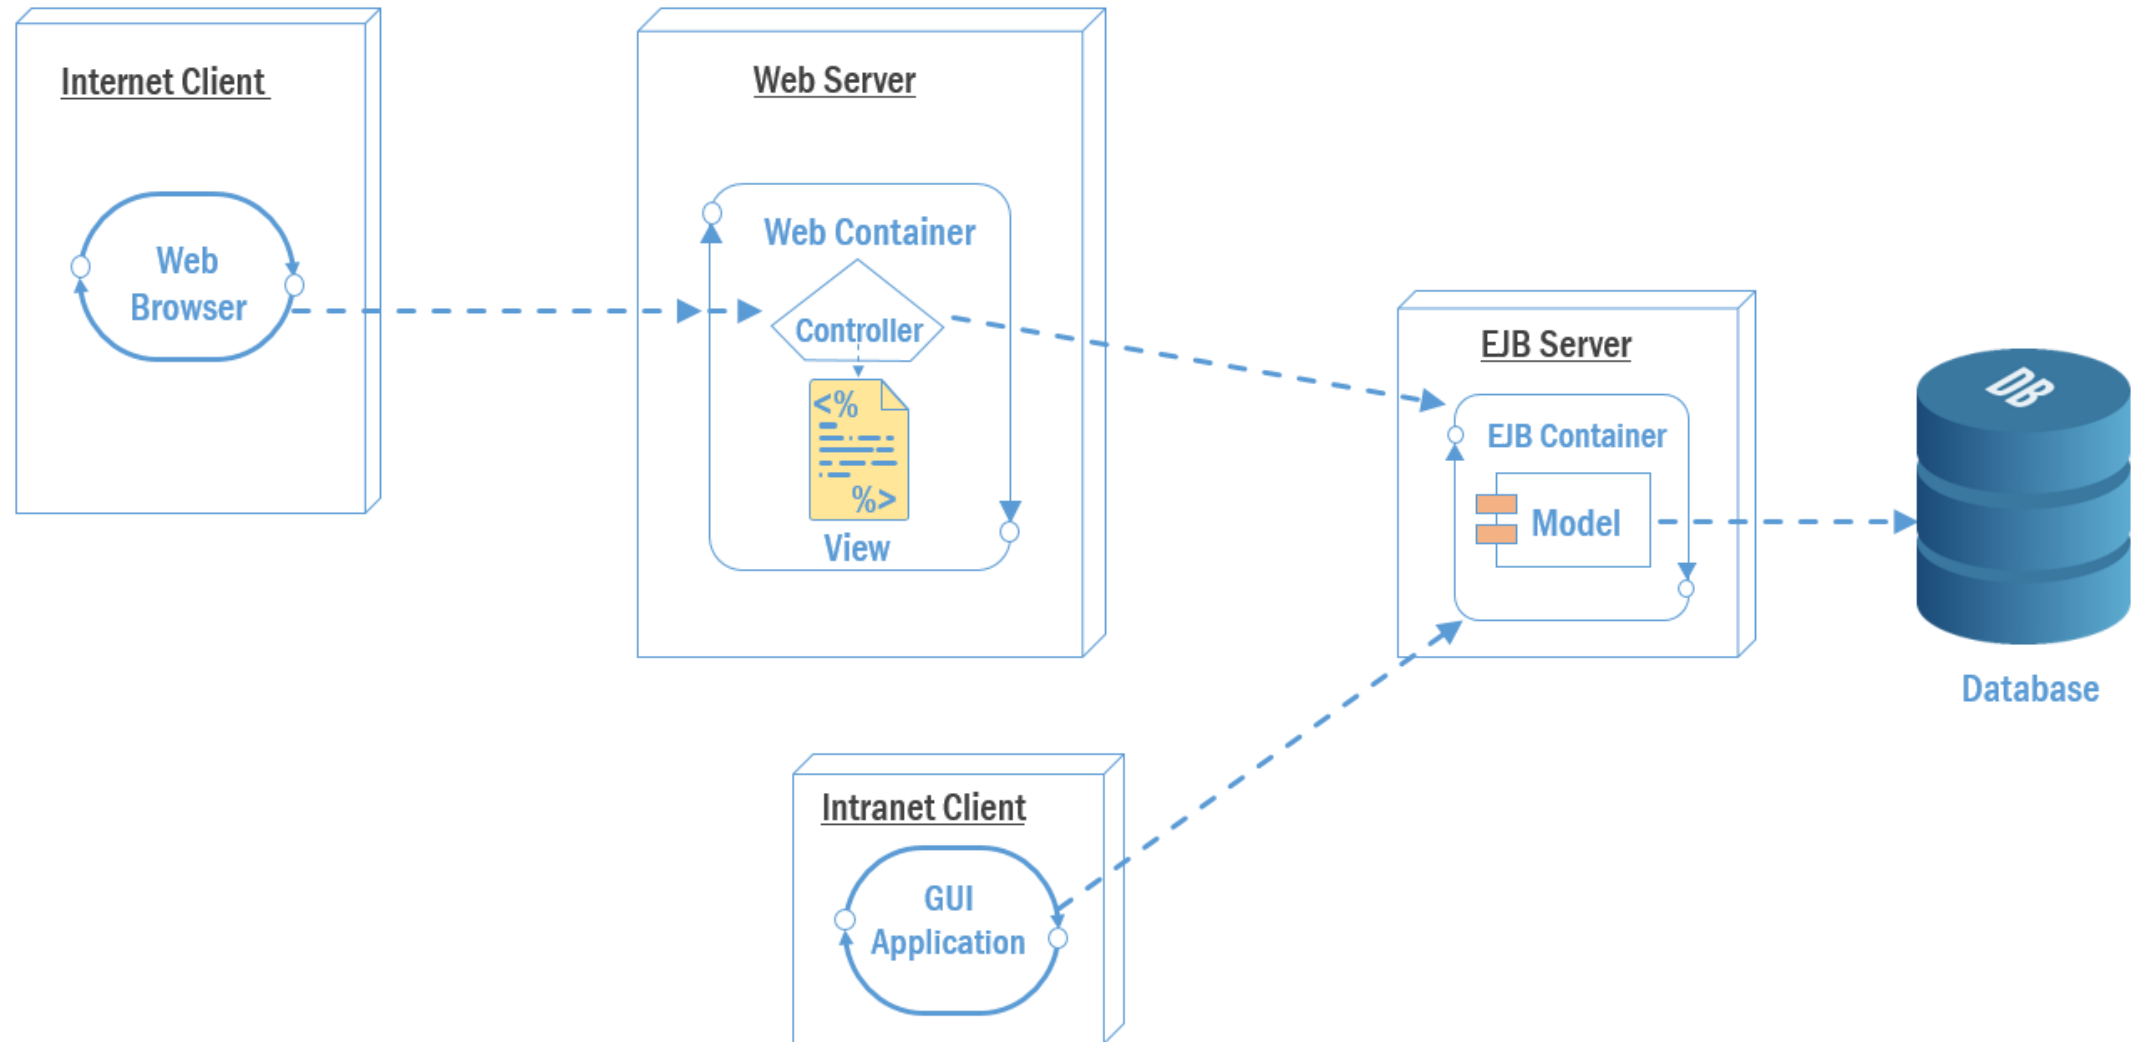 Internet Client
Web
Browser
Web Server
Web Container
Controller
<%
%>
View
EJB Server
EJB Container
Model
DB
Database
Intranet Client
GUI
Application